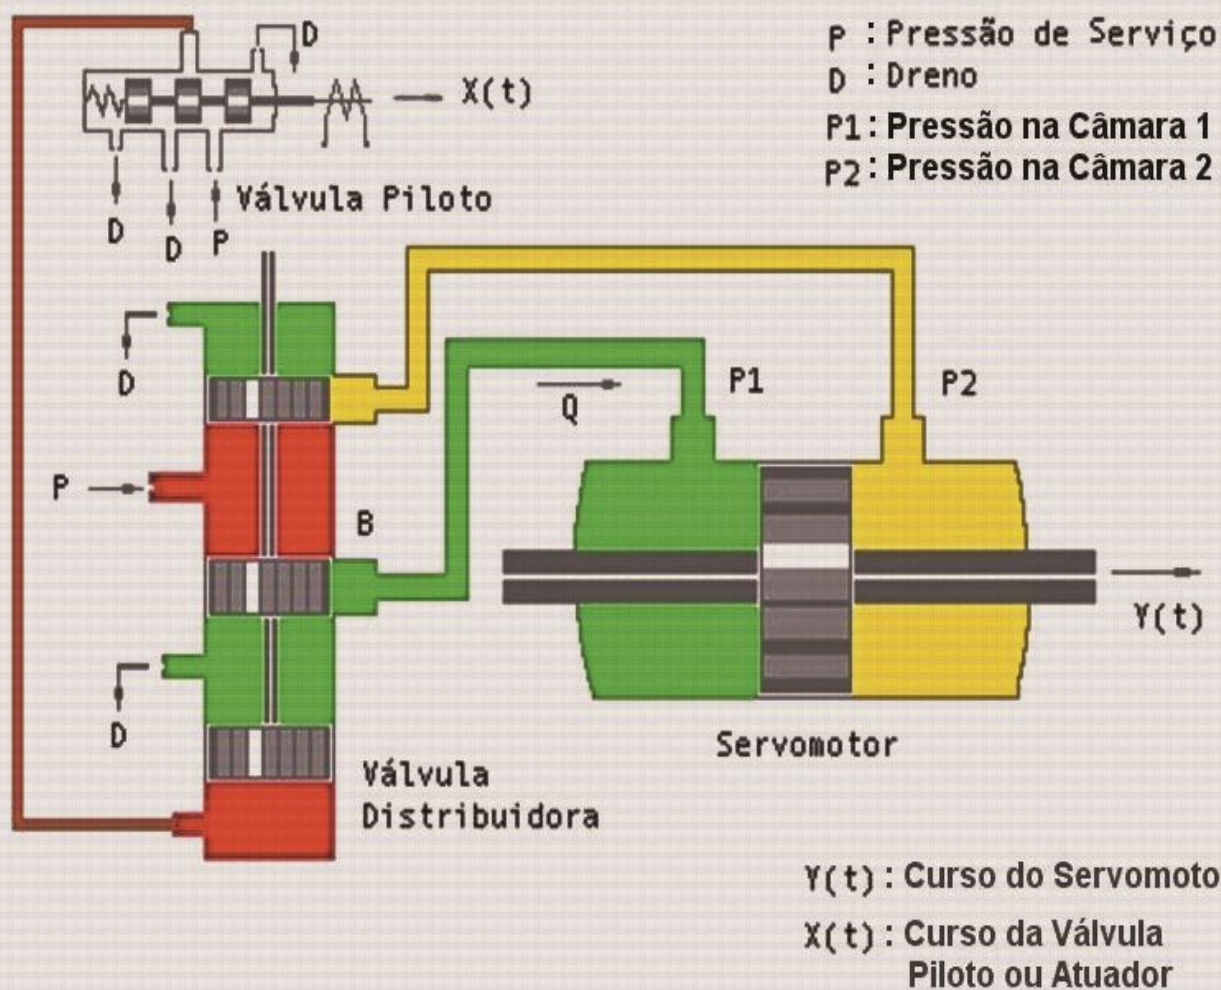 D
P : Pressão de Serviço
D : Dreno
P1 : Pressão na Câmara 1
P2 : Pressão na Câmara 2
X(t)
Válvula Piloto
D
D
P
D
P1
P2
Q
P
B
Y(t)
D
Servomotor
Válvula
Distribuidora
Y(t) : Curso do Servomoto
X(t) : Curso da Válvula
Piloto ou Atuador